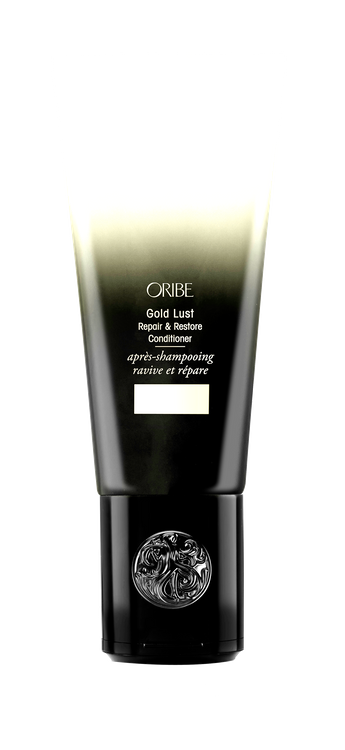 ORIBE
Gold Lust
Repair & Restore
Conditioner
après-shampooing
ravive et répare